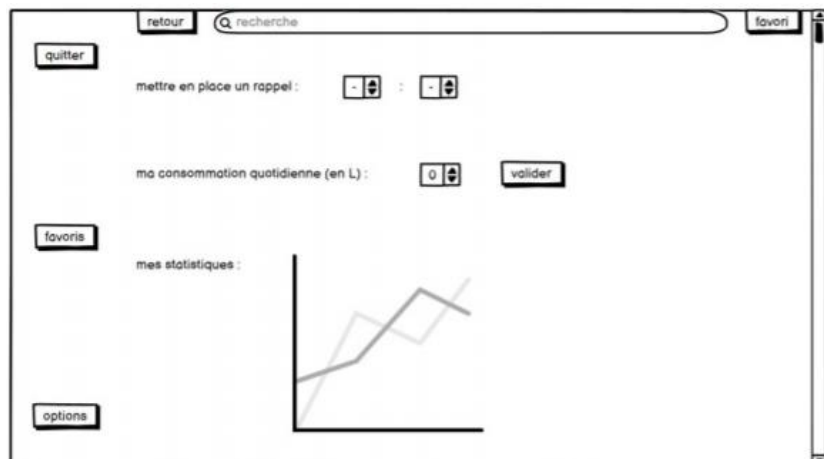 retour recherche favori
quitter
mettre en place un rappel : - : -
ma consommation quotidienne (en L) : 0 valider
favoris
mes statistiques :
options